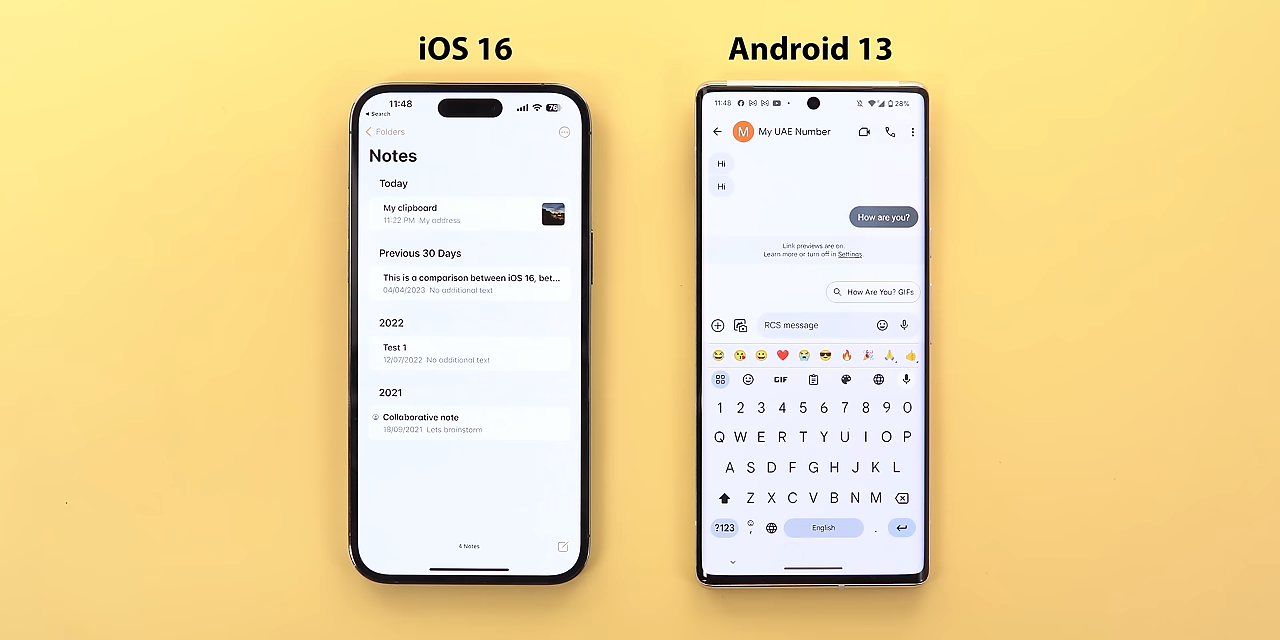 iOS 16
Android 13
11:48
76
Search
Folders
Notes
Today
My clipboard
11:22 PM My address
Previous 30 Days
This is a comparison between iOS 16, bet...
04/04/2023 No additional text
2022
Test 1
12/07/2022 No additional text
2021
Collaborative note
18/09/2021 Lets brainstorm
4 Notes
11:48
28%
M My UAE Number
Hi
Hi
How are you?
Link previews are on.
Learn more or turn off in Settings.
How Are You? GIFs
RCS message
GIF
1 2 3 4 5 6 7 8 9 0
Q W E R T Y U I O P
A S D F G H J K L
Z X C V B N M
?123 , English .